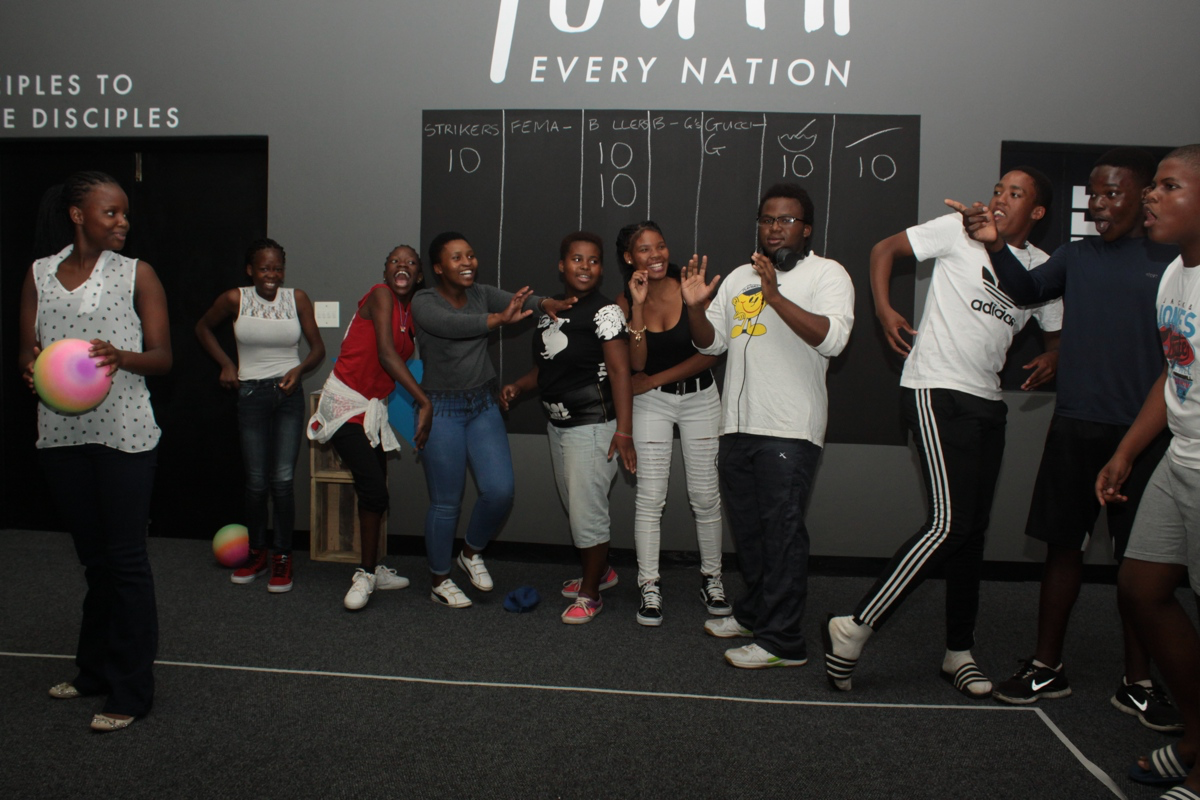 EVERY NATION
IPLES TO
E DISCIPLES
STRIKERS FEMA- B LLERS B-G's GUCCI-
G
10 10 10 10
10
adidas